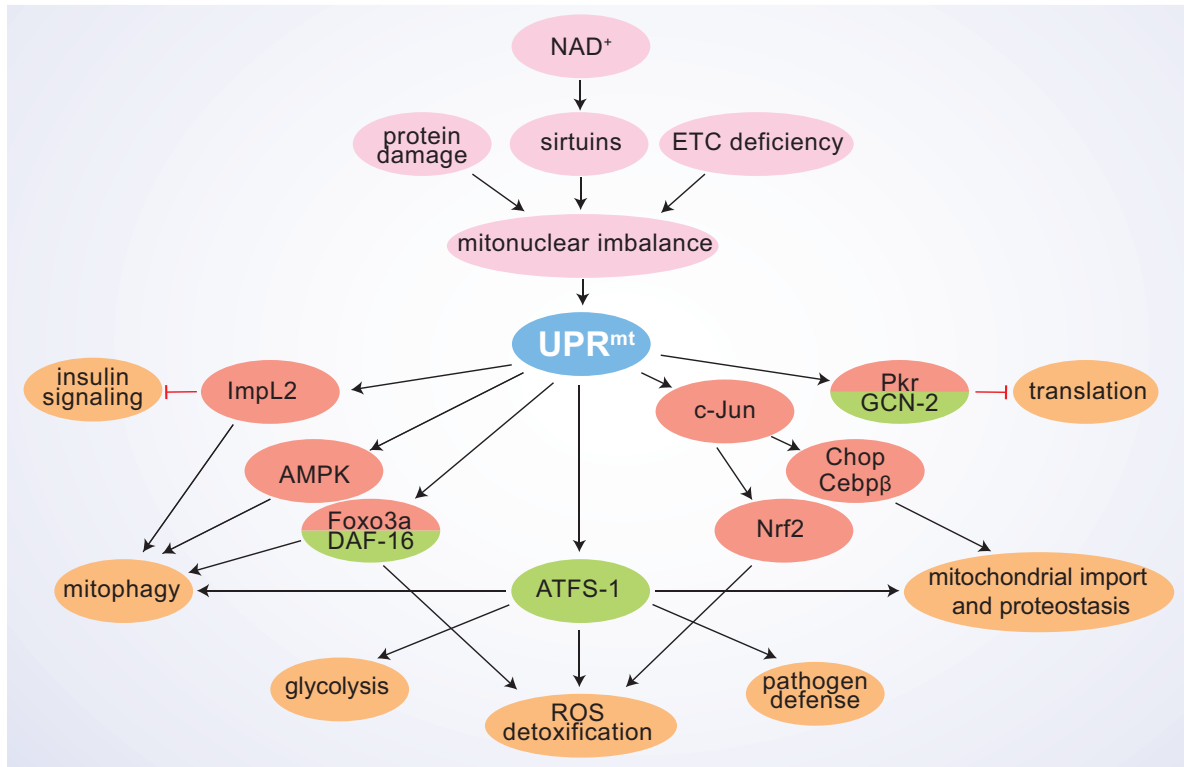 NAD⁺
protein
damage
sirtuins
ETC deficiency
mitonuclear imbalance
UPRᵐᵗ
insulin
signaling
ImpL2
Pkr
GCN-2
translation
c-Jun
AMPK
Chop
Cebpβ
Foxo3a
DAF-16
Nrf2
mitophagy
ATFS-1
mitochondrial import
and proteostasis
glycolysis
ROS
detoxification
pathogen
defense